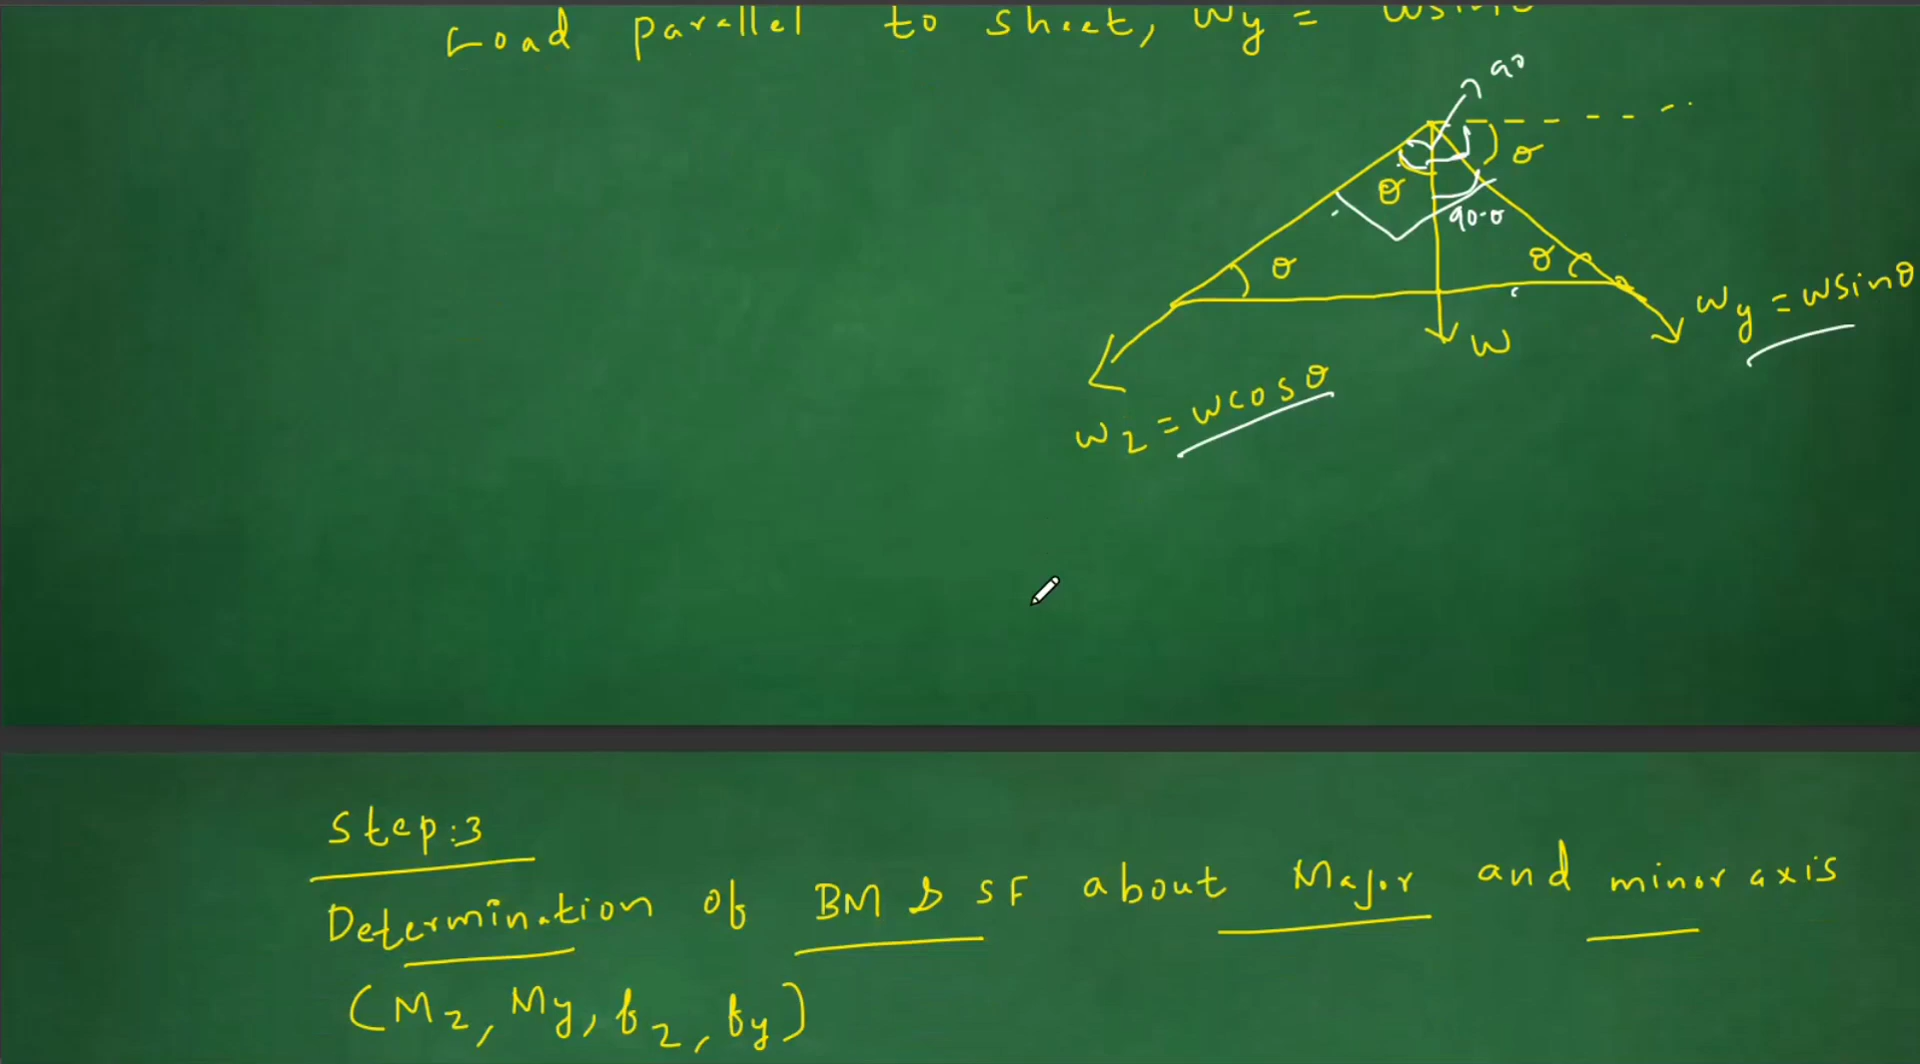 Load parallel to sheet, Wy = wsinθ
90
θ
θ
90-θ
θ
θ
Wy = wsinθ
W
Wz = wcosθ
Step:3
Determination of BM & SF about Major and minor axis
(Mz, My, fz, fy)